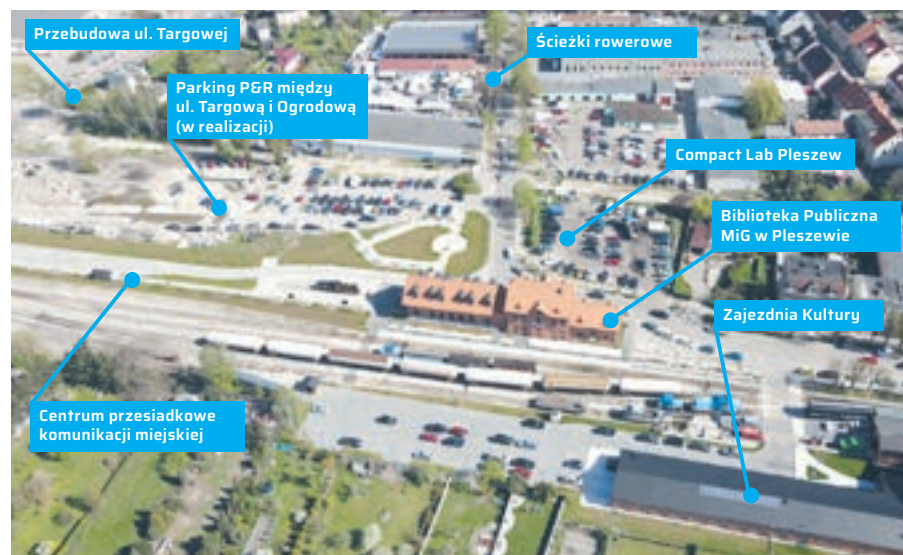 Przebudowa ul. Targowej
Ścieżki rowerowe
Parking P&R między
ul. Targową i Ogrodową
(w realizacji)
Compact Lab Pleszew
Biblioteka Publiczna
MiG w Pleszewie
Zajezdnia Kultury
Centrum przesiadkowe
komunikacji miejskiej